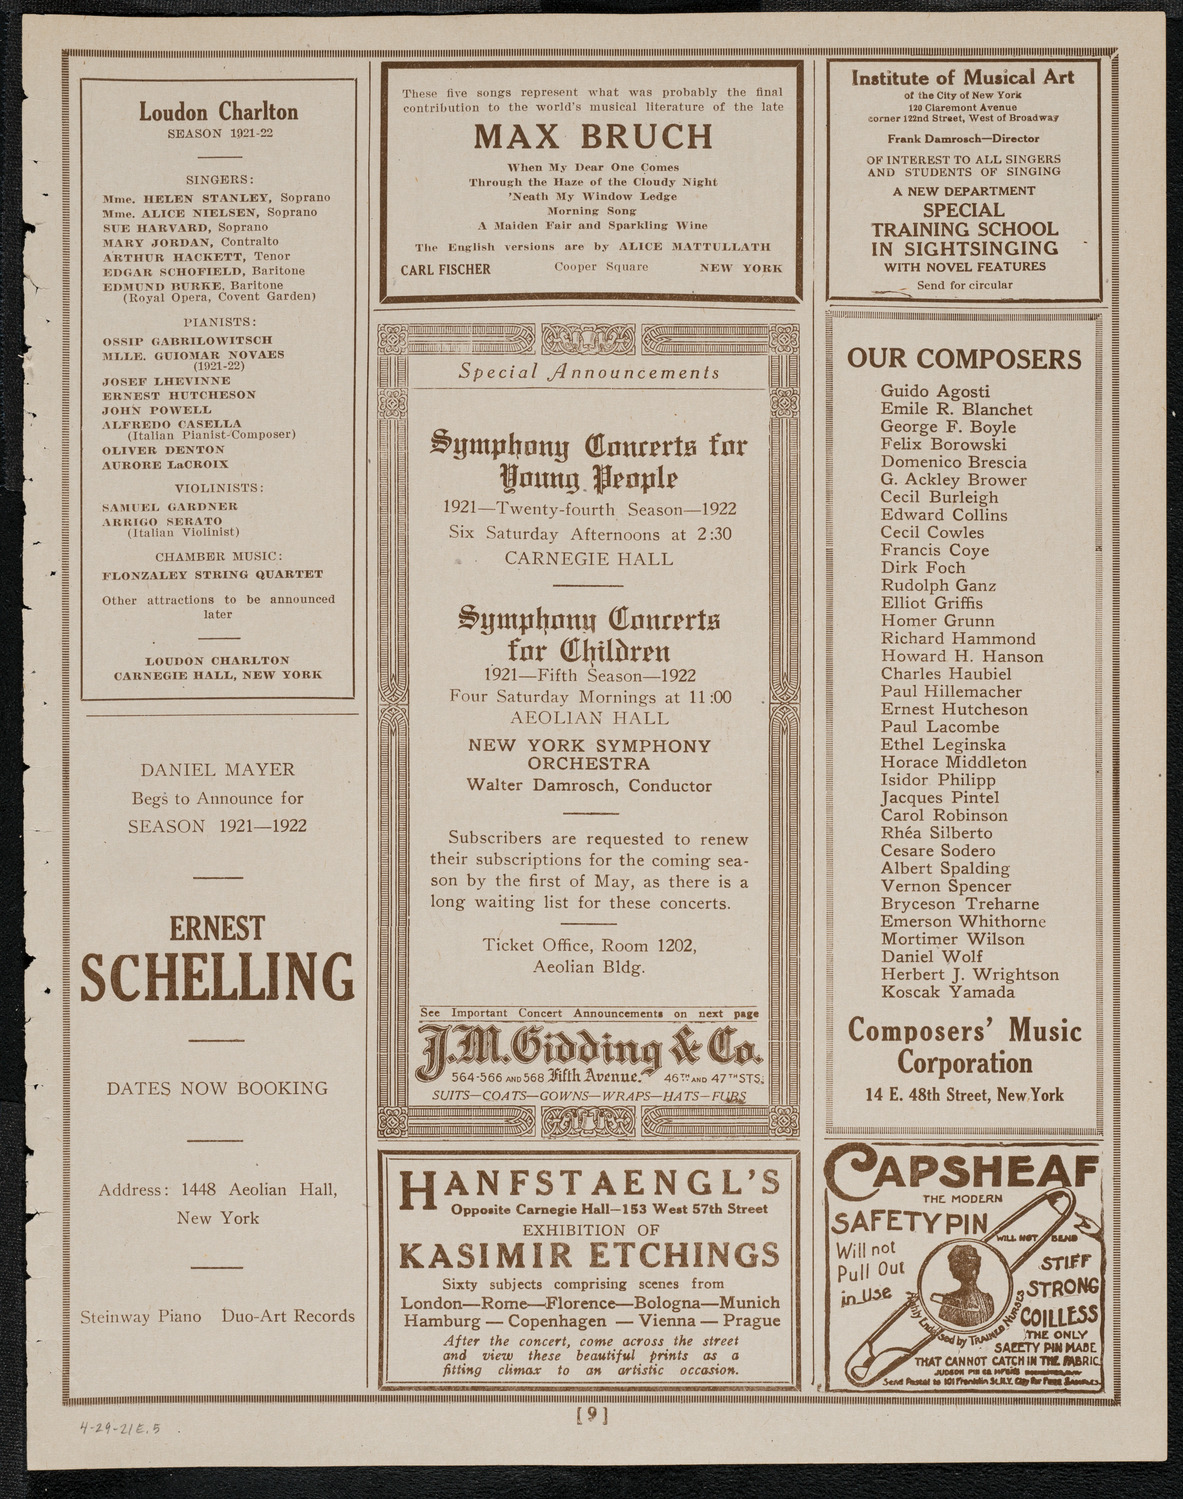 Loudon Charlton
SEASON 1921-22
SINGERS:
Mme. HELEN STANLEY, Soprano
Mme. ALICE NIELSEN, Soprano
SUE HARVARD, Soprano
MARY JORDAN, Contralto
ARTHUR HACKETT, Tenor
EDGAR SCHOFIELD, Baritone
EDMUND BURKE, Baritone
(Royal Opera, Covent Garden)
PIANISTS:
OSSIP GABRILOWITSCH
MLLE. GUIOMAR NOVAES
(1921-22)
JOSEF LHEVINNE
ERNEST HUTCHESON
JOHN POWELL
ALFREDO CASELLA
(Italian Pianist-Composer)
OLIVER DENTON
AURORE LaCROIX
VIOLINISTS:
SAMUEL GARDNER
ARRIGO SERATO
(Italian Violinist)
CHAMBER MUSIC:
FLONZALEY STRING QUARTET
Other attractions to be announced
later
LOUDON CHARLTON
CARNEGIE HALL, NEW YORK
DANIEL MAYER
Begs to Announce for
SEASON 1921—1922
ERNEST
SCHELLING
DATES NOW BOOKING
Address: 1448 Aeolian Hall,
New York
Steinway Piano Duo-Art Records
These five songs represent what was probably the final
contribution to the world's musical literature of the late
MAX BRUCH
When My Dear One Comes
Through the Haze of the Cloudy Night
'Neath My Window Ledge
Morning Song
A Maiden Fair and Sparkling Wine
The English versions are by ALICE MATTULLATH
CARL FISCHER Cooper Square NEW YORK
Special Announcements
Symphony Concerts for
Young People
1921—Twenty-fourth Season—1922
Six Saturday Afternoons at 2:30
CARNEGIE HALL
Symphony Concerts
for Children
1921—Fifth Season—1922
Four Saturday Mornings at 11:00
AEOLIAN HALL
NEW YORK SYMPHONY
ORCHESTRA
Walter Damrosch, Conductor
Subscribers are requested to renew
their subscriptions for the coming sea-
son by the first of May, as there is a
long waiting list for these concerts.
Ticket Office, Room 1202,
Aeolian Bldg.
See Important Concert Announcements on next page
J.M. Gidding & Co.
564-566 AND 568 Fifth Avenue. 46TH AND 47TH STS.
SUITS—COATS—GOWNS—WRAPS—HATS—FURS
HANFSTAENGL'S
Opposite Carnegie Hall—153 West 57th Street
EXHIBITION OF
KASIMIR ETCHINGS
Sixty subjects comprising scenes from
London—Rome—Florence—Bologna—Munich
Hamburg — Copenhagen — Vienna — Prague
After the concert, come across the street
and view these beautiful prints as a
fitting climax to an artistic occasion.
Institute of Musical Art
of the City of New York
120 Claremont Avenue
corner 122nd Street, West of Broadway
Frank Damrosch—Director
OF INTEREST TO ALL SINGERS
AND STUDENTS OF SINGING
A NEW DEPARTMENT
SPECIAL
TRAINING SCHOOL
IN SIGHTSINGING
WITH NOVEL FEATURES
Send for circular
OUR COMPOSERS
Guido Agosti
Emile R. Blanchet
George F. Boyle
Felix Borowski
Domenico Brescia
G. Ackley Brower
Cecil Burleigh
Edward Collins
Cecil Cowles
Francis Coye
Dirk Foch
Rudolph Ganz
Elliot Griffis
Homer Grunn
Richard Hammond
Howard H. Hanson
Charles Haubiel
Paul Hillemacher
Ernest Hutcheson
Paul Lacombe
Ethel Leginska
Horace Middleton
Isidor Philipp
Jacques Pintel
Carol Robinson
Rhéa Silberto
Cesare Sodero
Albert Spalding
Vernon Spencer
Bryceson Treharne
Emerson Whithorne
Mortimer Wilson
Daniel Wolf
Herbert J. Wrightson
Koscak Yamada
Composers' Music
Corporation
14 E. 48th Street, New York
CAPSHEAF
THE MODERN
SAFETY PIN
WILL NOT BEND
Will not
Pull Out
in Use
STIFF
STRONG
COILLESS
by TRAINED NURSES
THE ONLY
SAFETY PIN MADE
THAT CANNOT CATCH IN THE FABRIC
JUDSON PIN CO.
Send Postal to 101 Franklin St. N.Y. City for FREE SAMPLES
[9]
4-29-21E.5